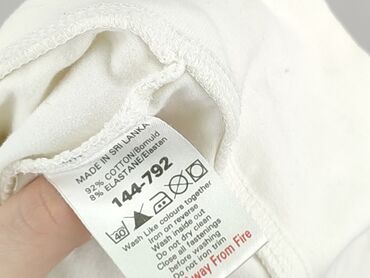 MADE IN SRI LANKA
92% COTTON/Bomuld
8% ELASTANE/Elastan
144-792
40
Wash Like colours together
Iron on reverse
Wash inside out
Do not dry clean
Close all fastenings
before washing
Do not iron trim
way From Fire